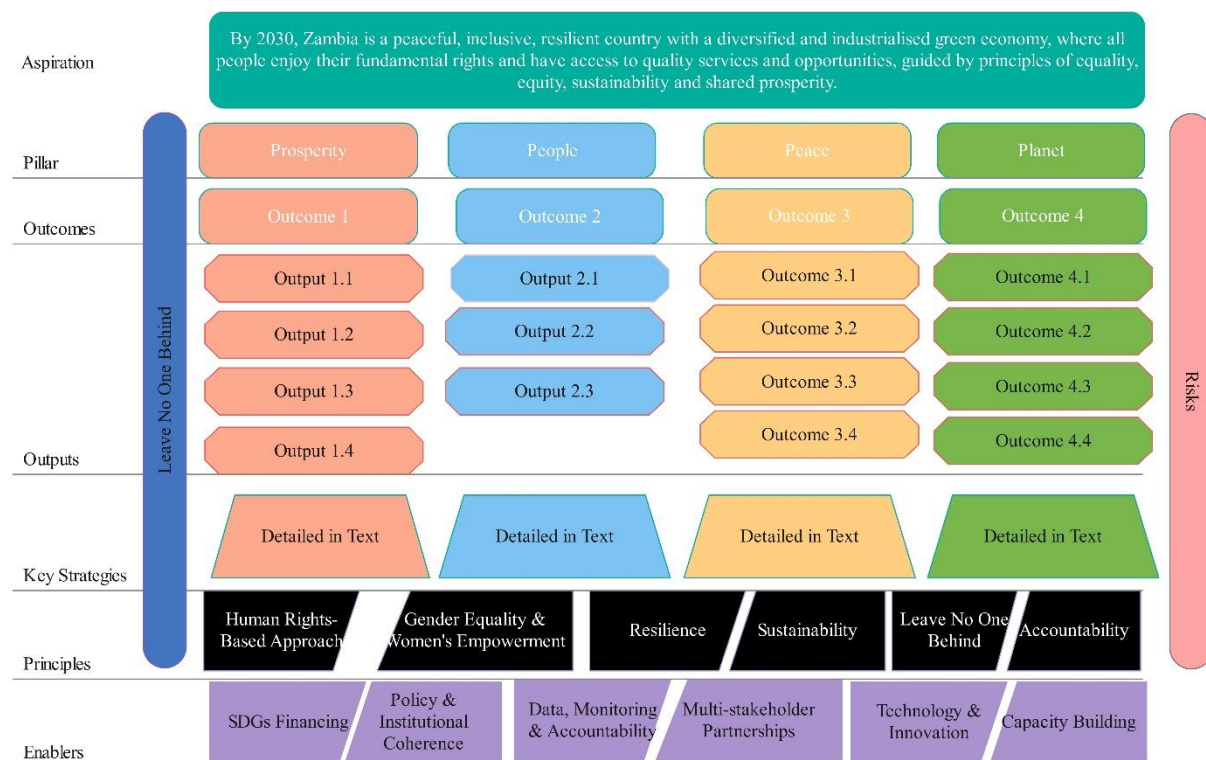 Aspiration
By 2030, Zambia is a peaceful, inclusive, resilient country with a diversified and industrialised green economy, where all
people enjoy their fundamental rights and have access to quality services and opportunities, guided by principles of equality,
equity, sustainability and shared prosperity.
Leave No One Behind
Risks
Pillar
Prosperity
People
Peace
Planet
Outcomes
Outcome 1
Outcome 2
Outcome 3
Outcome 4
Outputs
Output 1.1
Output 2.1
Outcome 3.1
Outcome 4.1
Output 1.2
Output 2.2
Outcome 3.2
Outcome 4.2
Output 1.3
Output 2.3
Outcome 3.3
Outcome 4.3
Output 1.4
Outcome 3.4
Outcome 4.4
Key Strategies
Detailed in Text
Detailed in Text
Detailed in Text
Detailed in Text
Principles
Human Rights-
Based Approach
Gender Equality &
Women's Empowerment
Resilience
Sustainability
Leave No One
Behind
Accountability
Enablers
SDGs Financing
Policy &
Institutional
Coherence
Data, Monitoring
& Accountability
Multi-stakeholder
Partnerships
Technology &
Innovation
Capacity Building